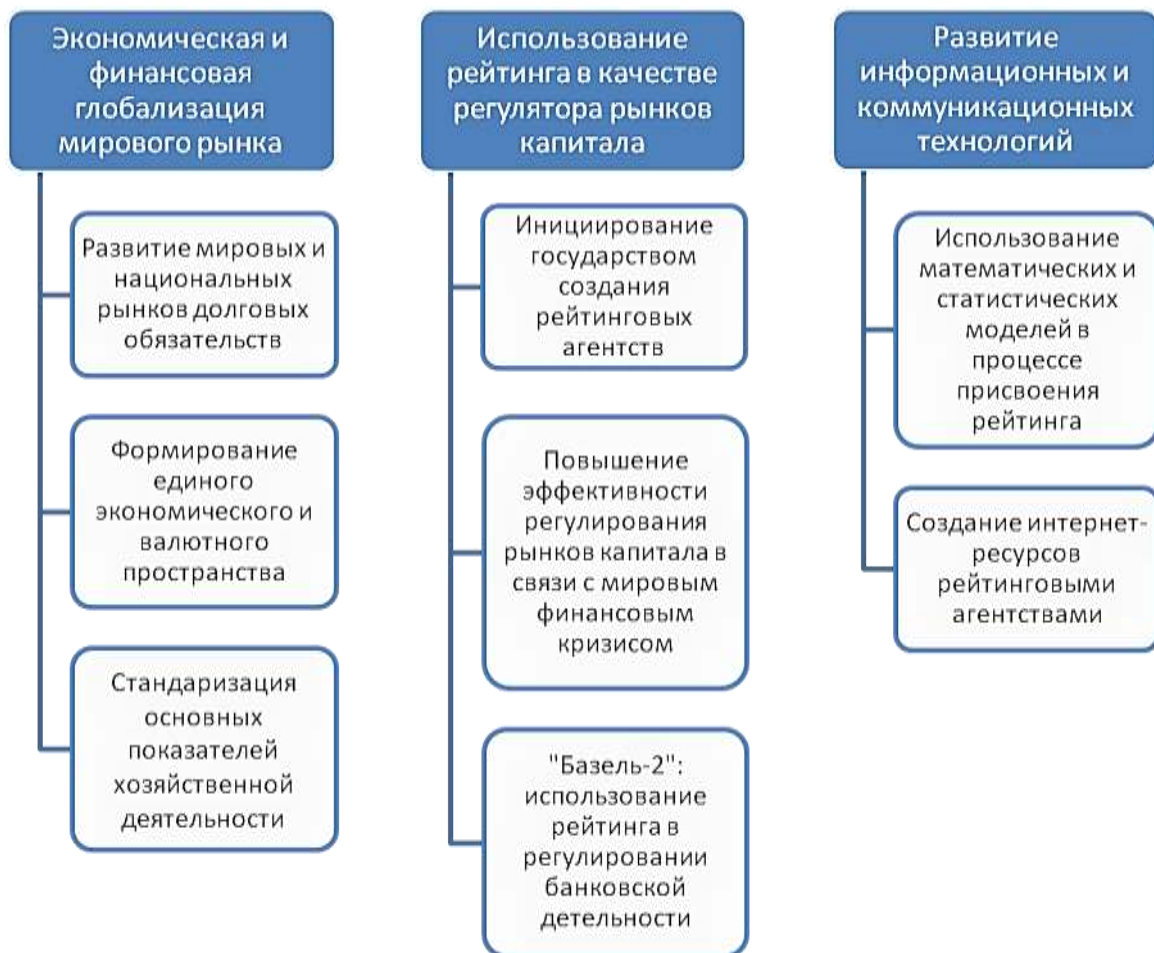 Экономическая и
финансовая
глобализация
мирового рынка
Развитие мировых и
национальных
рынков долговых
обязательств
Формирование
единого
экономического и
валютного
пространства
Стандаризация
основных
показателей
хозяйственной
деятельности
Использование
рейтинга в качестве
регулятора рынков
капитала
Инициирование
государством
создания
рейтинговых
агентств
Повышение
эффективности
регулирования
рынков капитала в
связи с мировым
финансовым
кризисом
"Базель-2":
использование
рейтинга в
регулировании
банковской
детельности
Развитие
информационных и
коммуникационных
технологий
Использование
математических и
статистических
моделей в
процессе
присвоения
рейтинга
Создание интернет-
ресурсов
рейтинговыми
агентствами